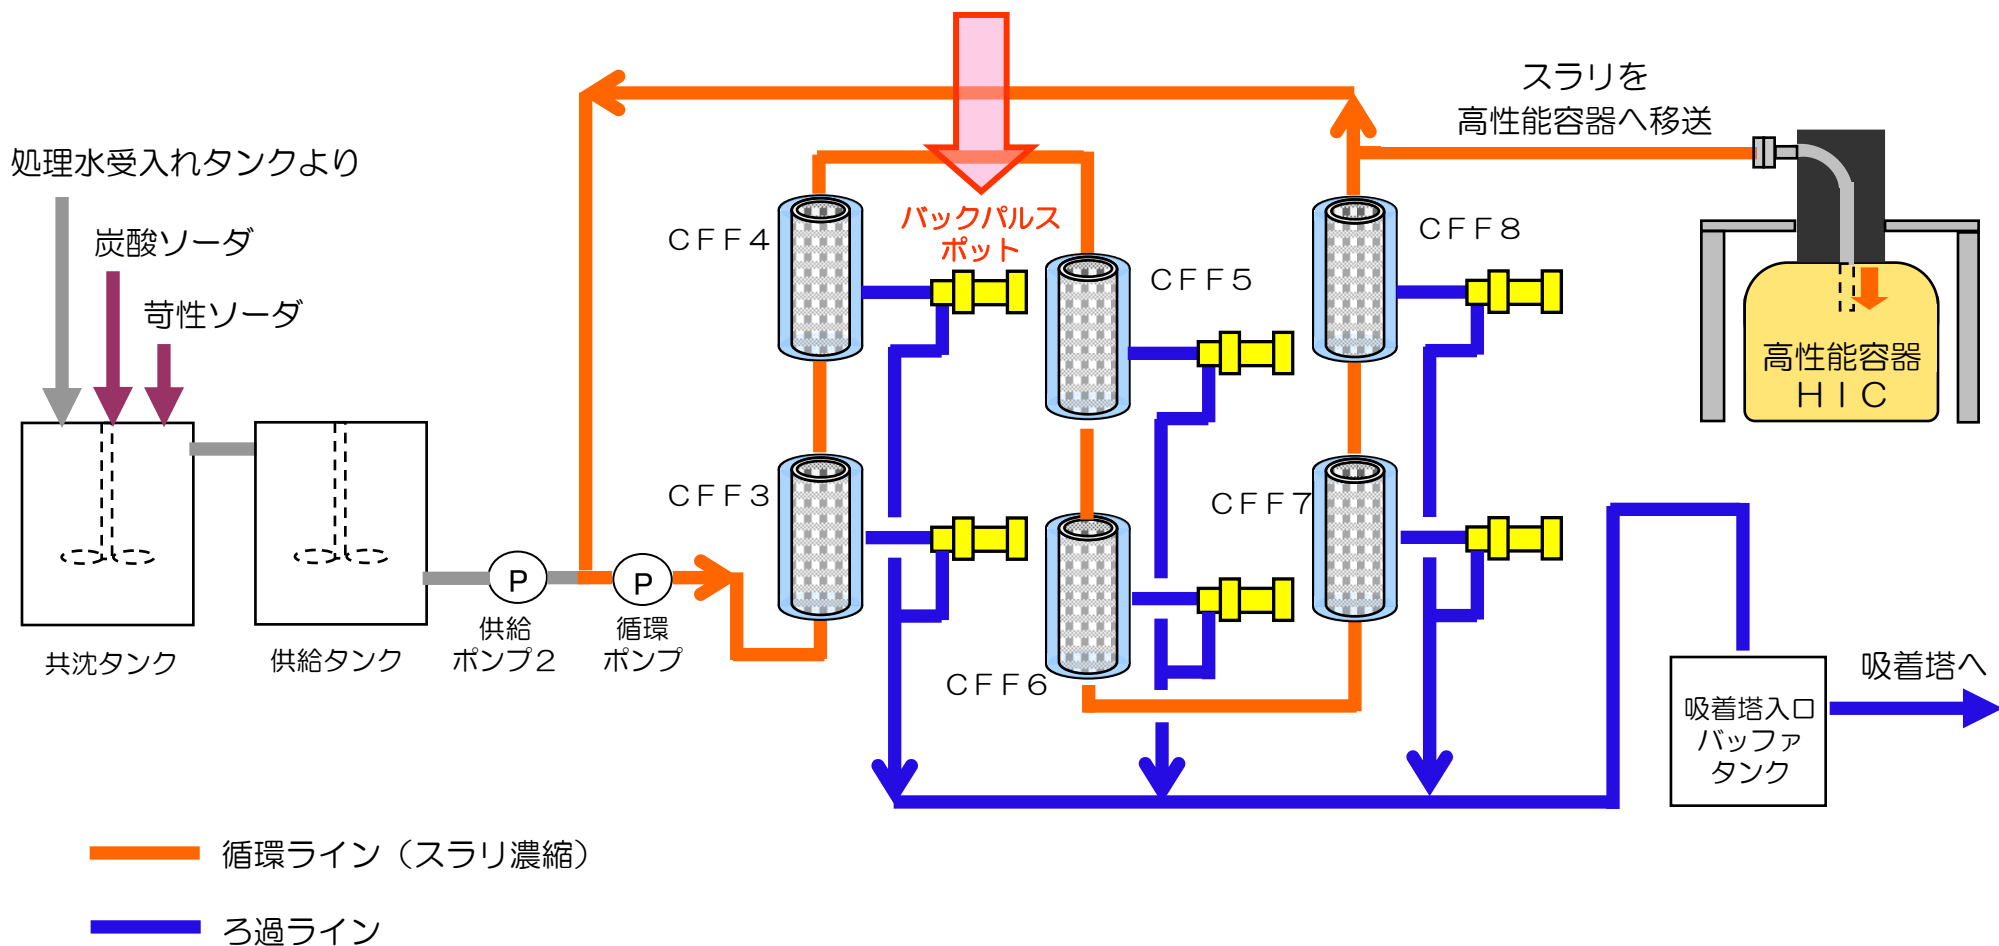 スラリを
高性能容器へ移送
処理水受入れタンクより
炭酸ソーダ
苛性ソーダ
バックパルス
ポット
CFF4
CFF5
CFF8
高性能容器
HIC
CFF3
CFF7
CFF6
P
P
供給
ポンプ2
循環
ポンプ
共沈タンク
供給タンク
吸着塔へ
吸着塔入口
バッファ
タンク
循環ライン（スラリ濃縮）
ろ過ライン